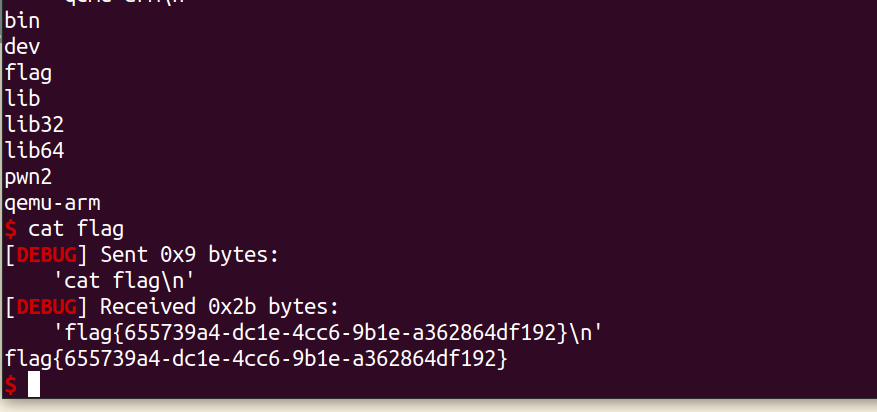 bin
dev
flag
lib
lib32
lib64
pwn2
qemu-arm
$ cat flag
[DEBUG] Sent 0x9 bytes:
    'cat flag\n'
[DEBUG] Received 0x2b bytes:
    'flag{655739a4-dc1e-4cc6-9b1e-a362864df192}\n'
flag{655739a4-dc1e-4cc6-9b1e-a362864df192}
$